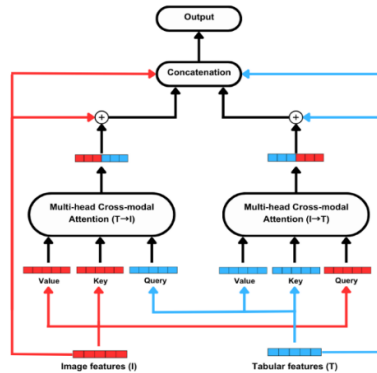 Output
Concatenation
+
+
Multi-head Cross-modal
Attention (T→I)
Multi-head Cross-modal
Attention (I→T)
Value Key Query Value Key Query
Image features (I) Tabular features (T)